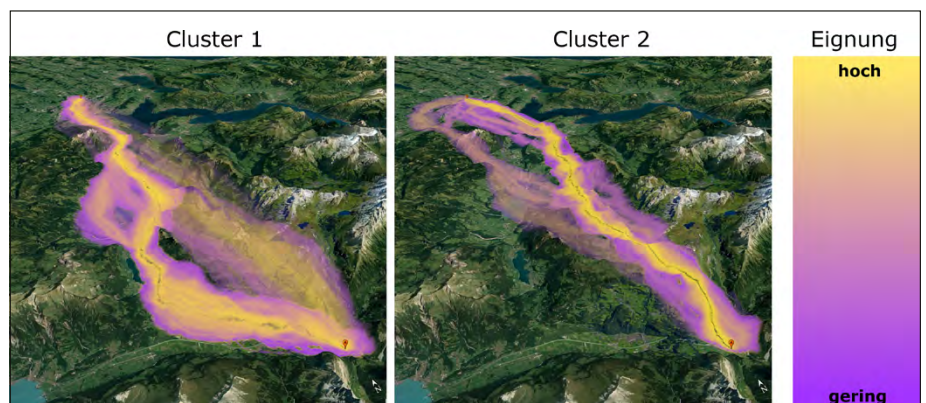 Cluster 1
Cluster 2
Eignung
hoch
gering
N
N